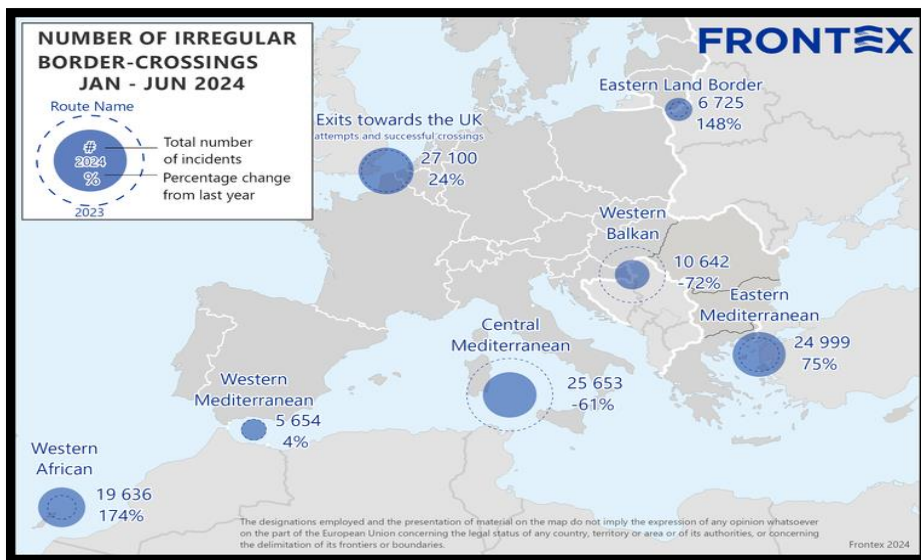 NUMBER OF IRREGULAR
BORDER-CROSSINGS
JAN - JUN 2024
Route Name
#
2024
%
Total number
of incidents
Percentage change
from last year
2023
FRONTEX
Eastern Land Border
6 725
148%
Exits towards the UK
attempts and successful crossings
27 100
24%
Western
Balkan
10 642
-72%
Eastern
Mediterranean
24 999
75%
Central
Mediterranean
25 653
-61%
Western
Mediterranean
5 654
4%
Western
African
19 636
174%
The designations employed and the presentation of material on the map do not imply the expression of any opinion whatsoever
on the part of the European Union concerning the legal status of any country, territory or area or of its authorities, or concerning
the delimitation of its frontiers or boundaries.
Frontex 2024